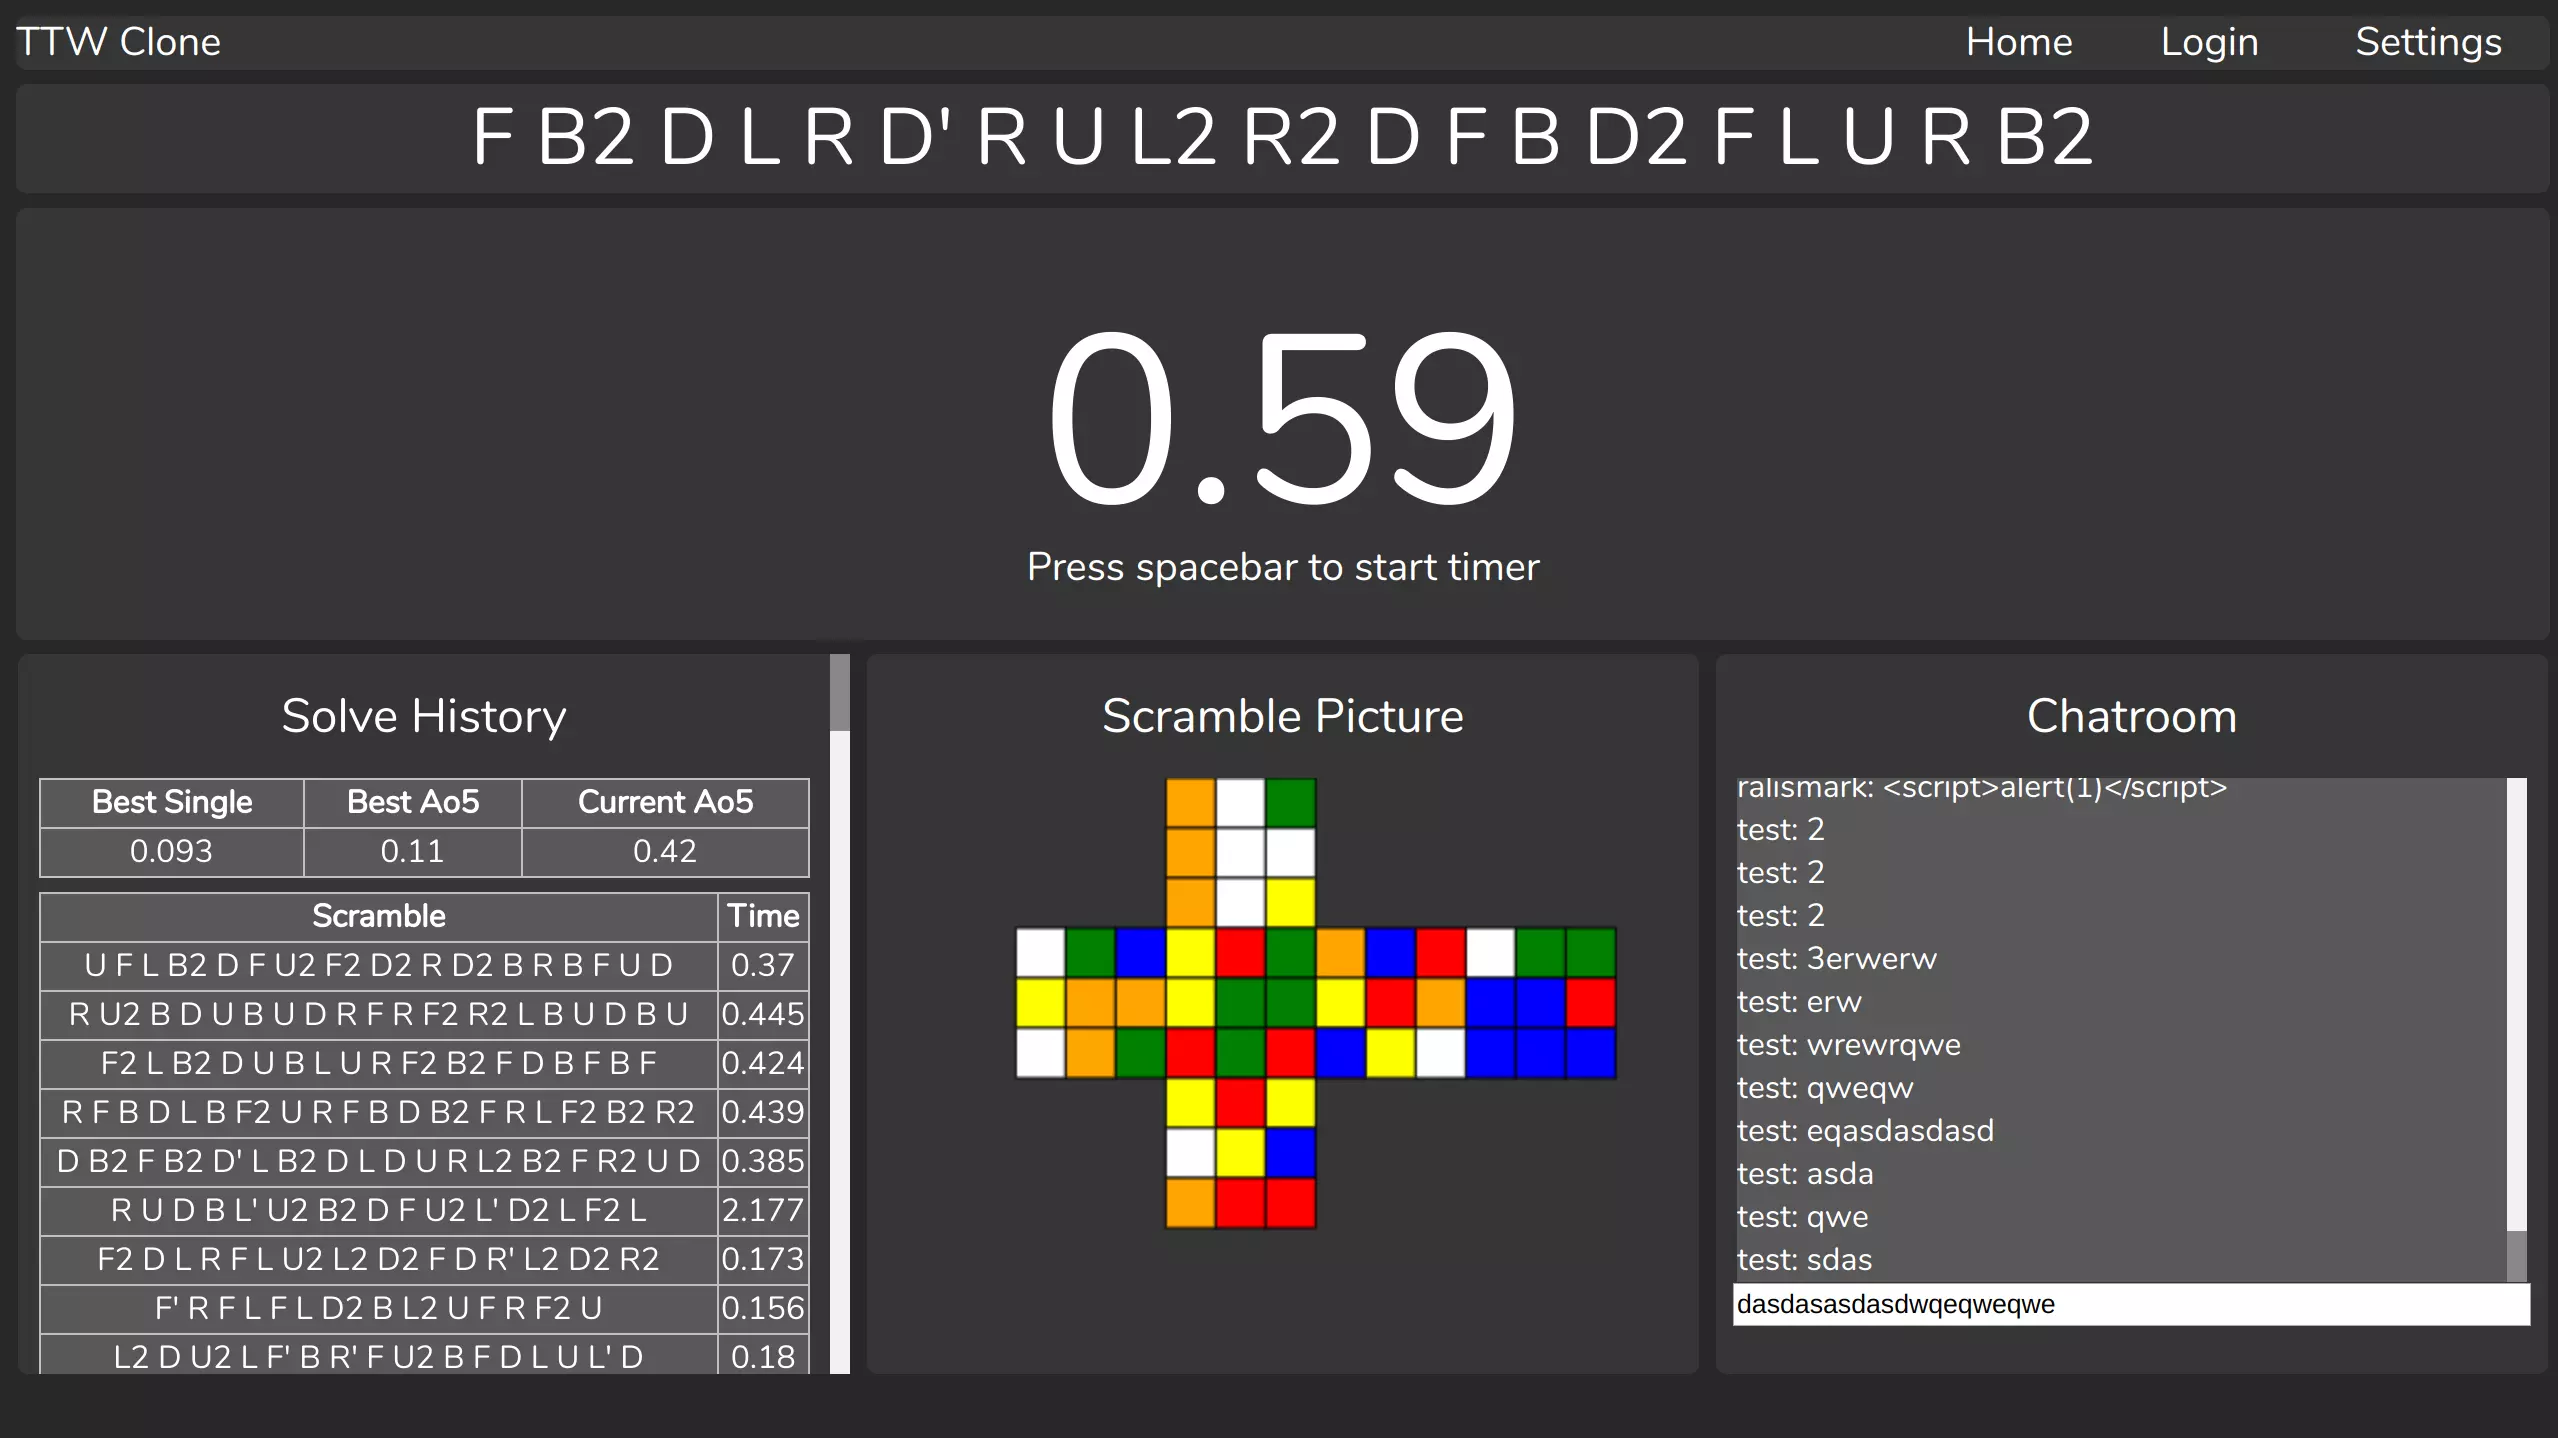 TTW Clone Home Login Settings
F B2 D L R D' R U L2 R2 D F B D2 F L U R B2
0.59
Press spacebar to start timer
Solve History
Best Single Best Ao5 Current Ao5
0.093 0.11 0.42
Scramble Time
U F L B2 D F U2 F2 D2 R D2 B R B F U D 0.37
R U2 B D U B U D R F R F2 R2 L B U D B U 0.445
F2 L B2 D U B L U R F2 B2 F D B F B F 0.424
R F B D L B F2 U R F B D B2 F R L F2 B2 R2 0.439
D B2 F B2 D' L B2 D L D U R L2 B2 F R2 U D 0.385
R U D B L' U2 B2 D F U2 L' D2 L F2 L 2.177
F2 D L R F L U2 L2 D2 F D R' L2 D2 R2 0.173
F' R F L F L D2 B L2 U F R F2 U 0.156
L2 D U2 L F' B R' F U2 B F D L U L' D 0.18
Scramble Picture
Chatroom
ralismark: <script>alert(1)</script>
test: 2
test: 2
test: 2
test: 3erwerw
test: erw
test: wrewrqwe
test: qweqw
test: eqasdasdasd
test: asda
test: qwe
test: sdas
dasdasasdasdwqeqweqwe